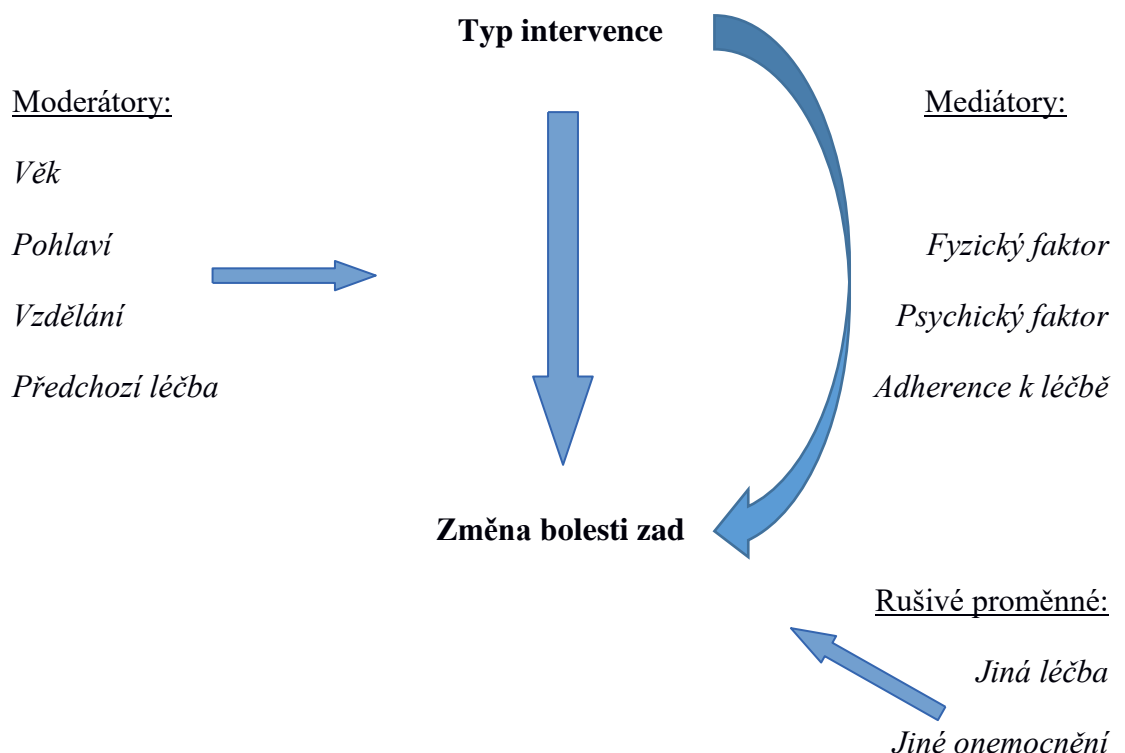 Typ intervence
Moderátory:
Věk
Pohlaví
Vzdělání
Předchozí léčba
Mediátory:
Fyzický faktor
Psychický faktor
Adherence k léčbě
Změna bolesti zad
Rušivé proměnné:
Jiná léčba
Jiné onemocnění